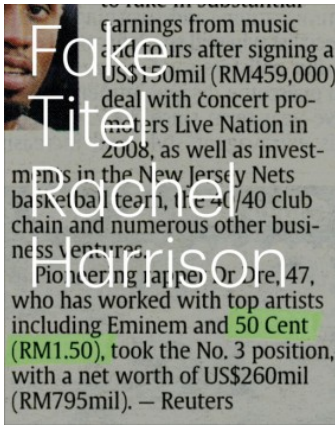 Fake
Titel
Rachel
Harrison
to rake in substantial
earnings from music
and tours after signing a
US$150mil (RM459,000)
deal with concert pro-
moters Live Nation in
2008, as well as invest-
ments in the New Jersey Nets
basketball team, the 40/40 club
chain and numerous other busi-
ness ventures.
Pioneering rapper Dr Dre, 47,
who has worked with top artists
including Eminem and 50 Cent
(RM1.50), took the No. 3 position,
with a net worth of US$260mil
(RM795mil). — Reuters